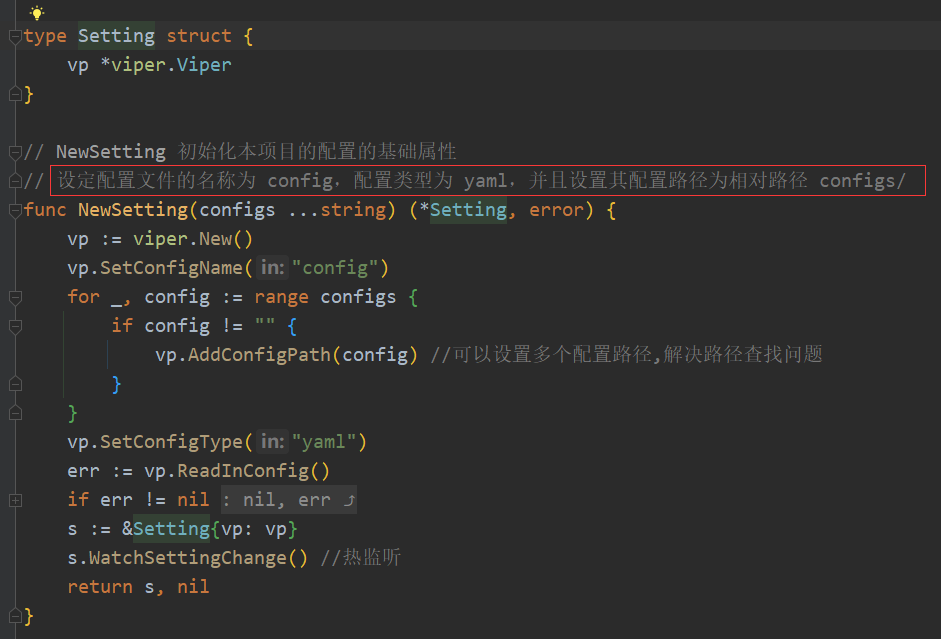 type Setting struct {
    vp *viper.Viper
}
// NewSetting 初始化本项目的配置的基础属性
// 设定配置文件的名称为 config，配置类型为 yaml，并且设置其配置路径为相对路径 configs/
func NewSetting(configs ...string) (*Setting, error) {
    vp := viper.New()
    vp.SetConfigName( in: "config")
    for _, config := range configs {
        if config != "" {
            vp.AddConfigPath(config) //可以设置多个配置路径,解决路径查找问题
        }
    }
    vp.SetConfigType( in: "yaml")
    err := vp.ReadInConfig()
    if err != nil : nil, err ⤴
    s := &Setting{vp: vp}
    s.WatchSettingChange() //热监听
    return s, nil
}